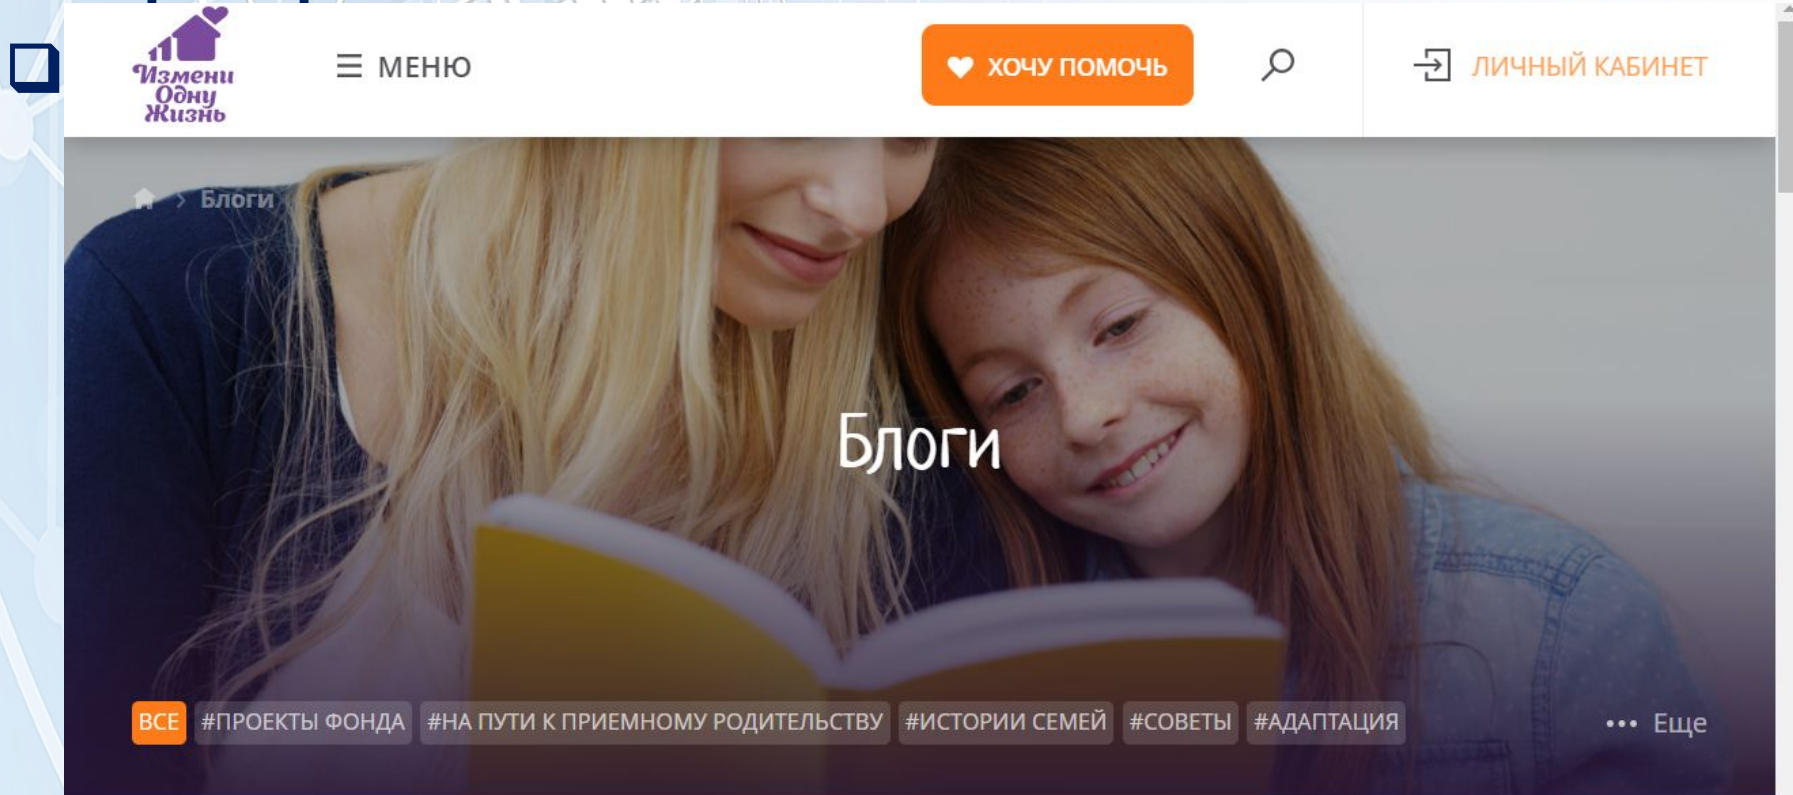 Измени
Одну
Жизнь
МЕНЮ
ХОЧУ ПОМОЧЬ
ЛИЧНЫЙ КАБИНЕТ
Блоги
Блоги
ВСЕ #ПРОЕКТЫ ФОНДА #НА ПУТИ К ПРИЕМНОМУ РОДИТЕЛЬСТВУ #ИСТОРИИ СЕМЕЙ #СОВЕТЫ #АДАПТАЦИЯ ••• Еще